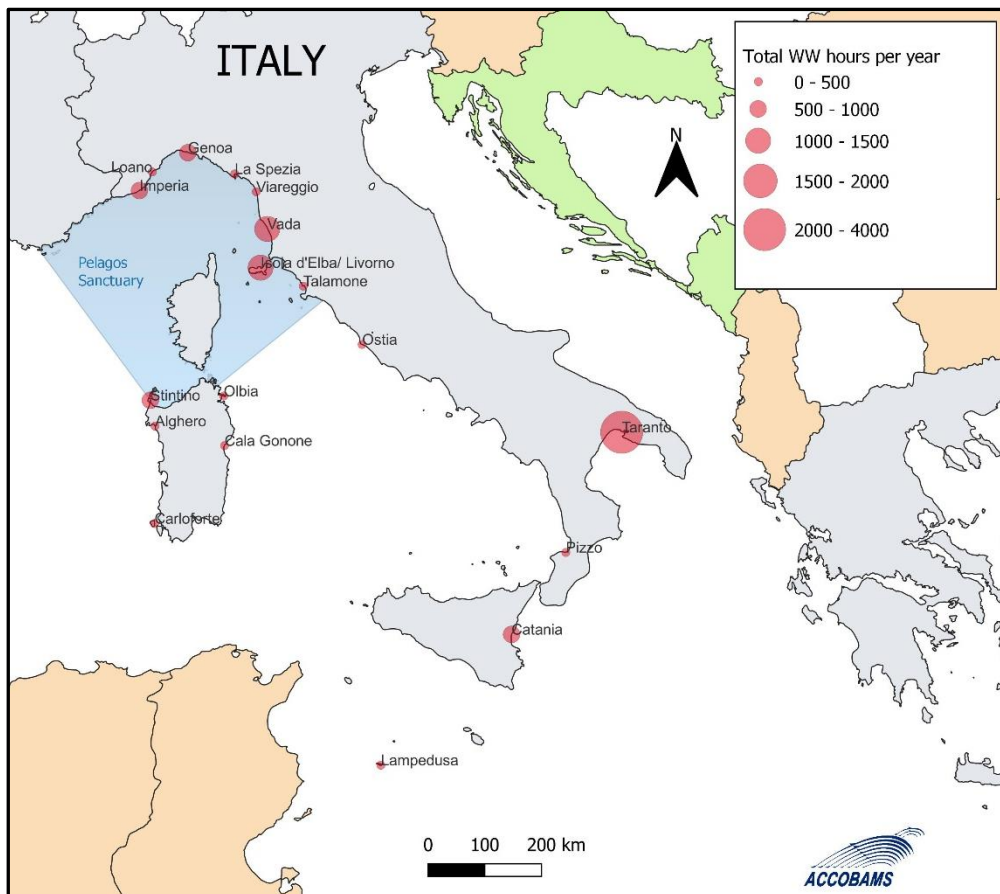 ITALY
Total WW hours per year
0 - 500
500 - 1000
1000 - 1500
1500 - 2000
2000 - 4000
N
Genoa
Loano
La Spezia
Imperia
Viareggio
Vada
Pelagos
Sanctuary
Isola d'Elba/ Livorno
Talamone
Ostia
Stintino
Olbia
Alghero
Cala Gonone
Taranto
Carloforte
Pizzo
Catania
Lampedusa
0 100 200 km
ACCOBAMS